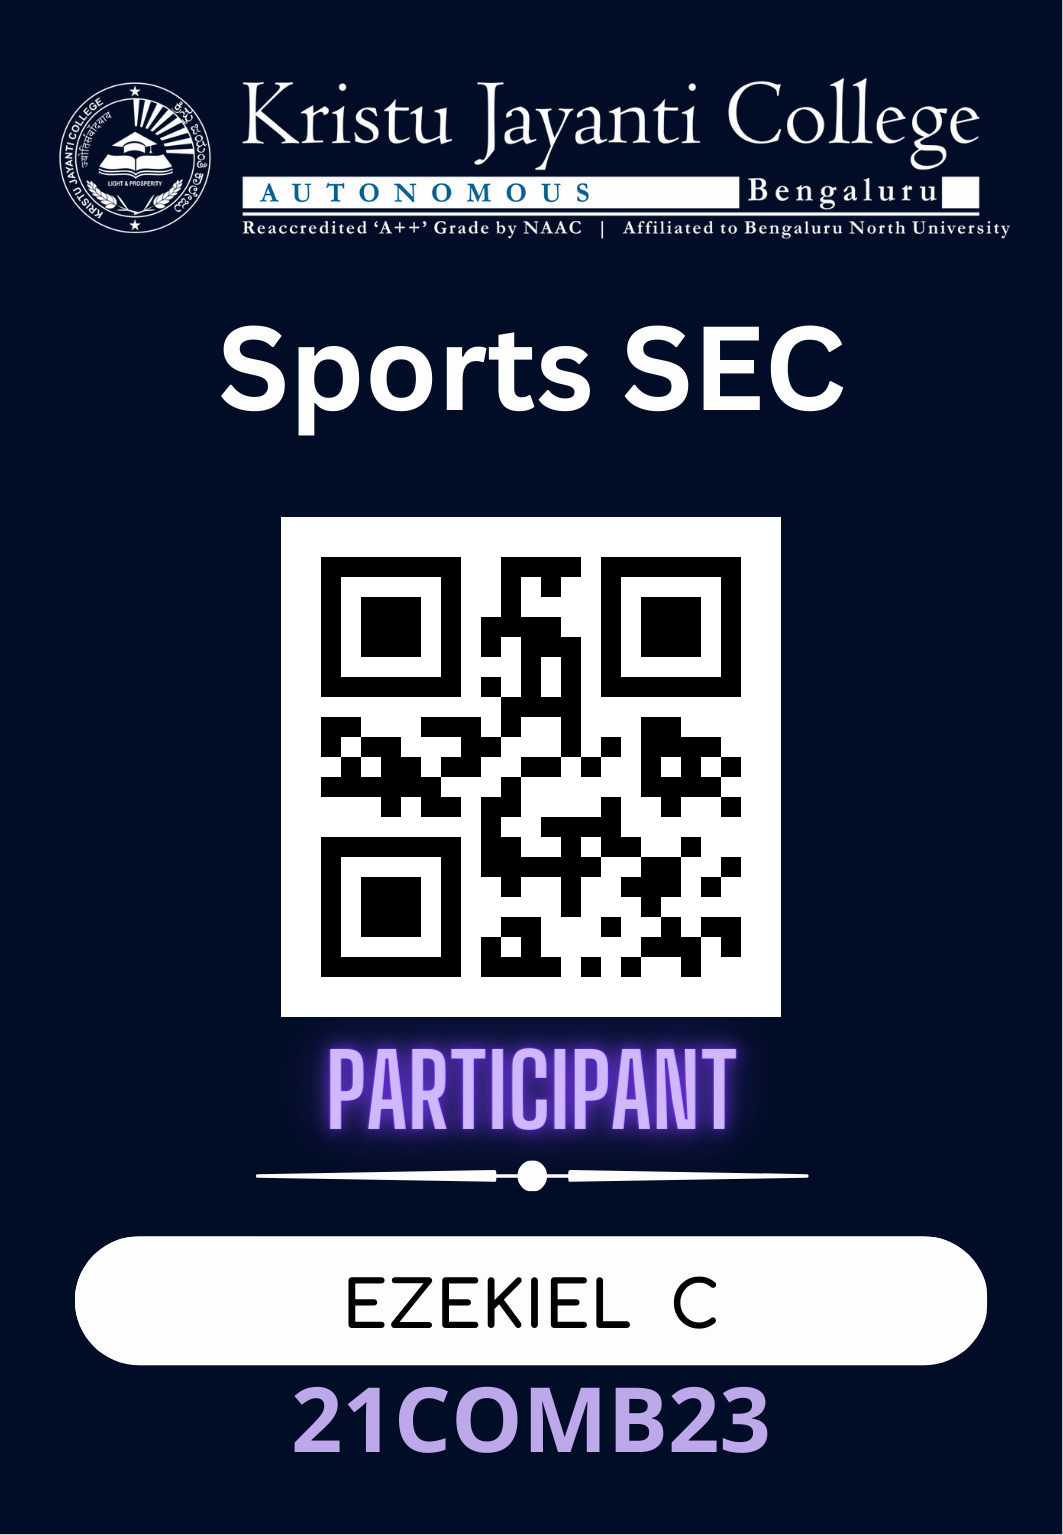 Kristu Jayanti College
AUTONOMOUS Bengaluru
Reaccredited ‘A++’ Grade by NAAC | Affiliated to Bengaluru North University
KRISTU JAYANTI COLLEGE
ಕ್ರಿಸ್ತು ಜಯಂತಿ ಕಾಲೇಜು
LIGHT & PROSPERITY
Sports SEC
PARTICIPANT
EZEKIEL C
21COMB23